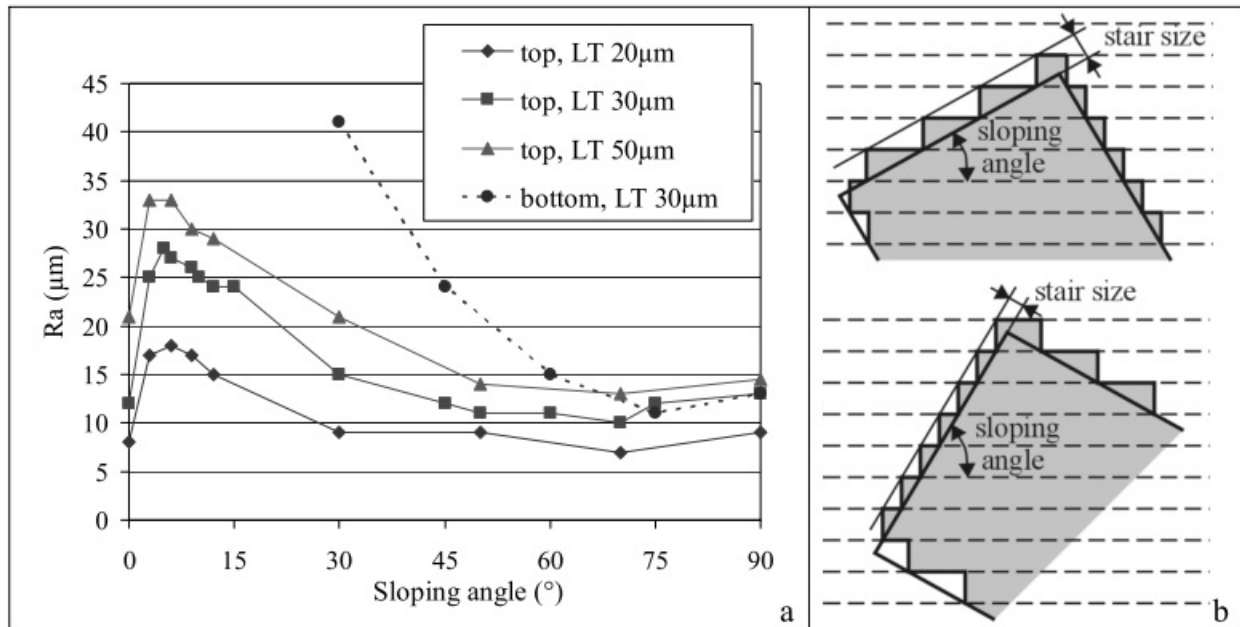 top, LT 20µm
top, LT 30µm
top, LT 50µm
bottom, LT 30µm
Ra (µm)
45
40
35
30
25
20
15
10
5
0
0 15 30 45 60 75 90
Sloping angle (°)
a
stair size
sloping
angle
stair size
sloping
angle
b